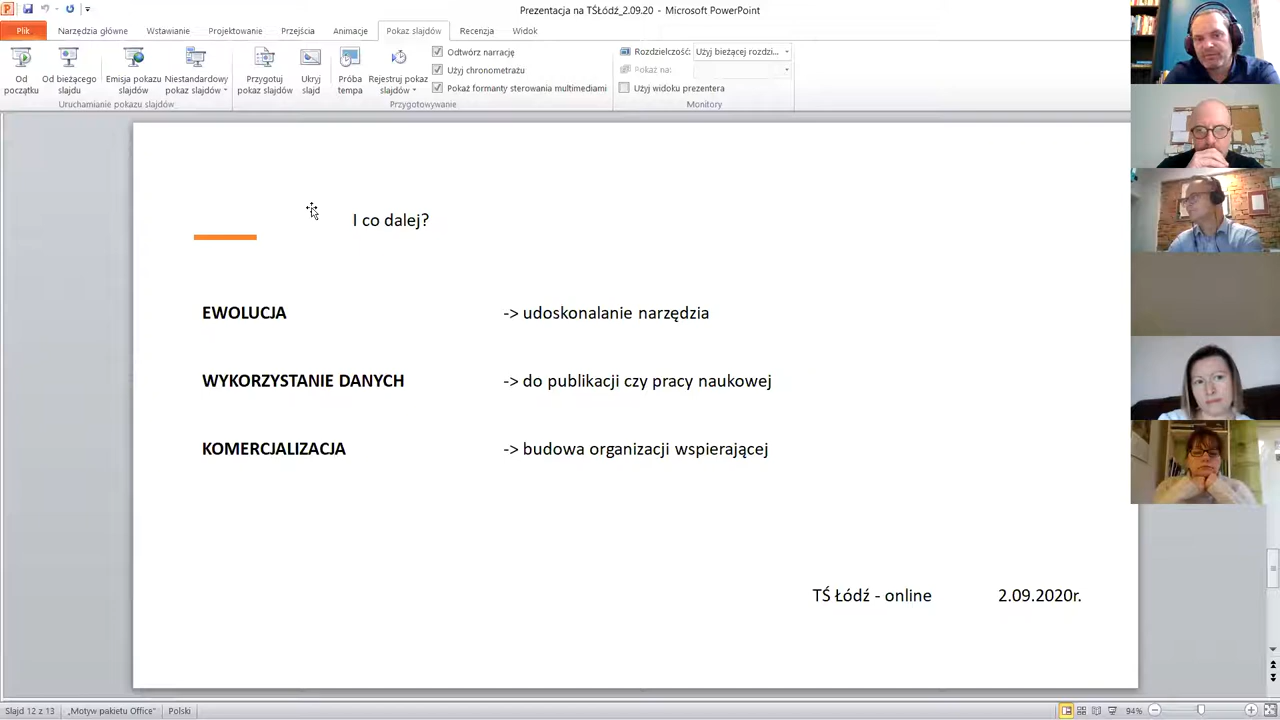 Prezentacja na TŚŁódź_2.09.20 - Microsoft PowerPoint
Plik Narzędzia główne Wstawianie Projektowanie Przejścia Animacje Pokaz slajdów Recenzja Widok
Od początku
Od bieżącego slajdu
Emisja pokazu slajdów
Niestandardowy pokaz slajdów
Uruchamianie pokazu slajdów
Przygotuj pokaz slajdów
Ukryj slajd
Próba tempa
Rejestruj pokaz slajdów
Odtwórz narrację
Użyj chronometrażu
Pokaż formanty sterowania multimediami
Przygotowywanie
Rozdzielczość: Użyj bieżącej rozdzi...
Pokaż na:
Użyj widoku prezentera
Monitory
I co dalej?
EWOLUCJA -> udoskonalanie narzędzia
WYKORZYSTANIE DANYCH -> do publikacji czy pracy naukowej
KOMERCJALIZACJA -> budowa organizacji wspierającej
TŚ Łódź - online 2.09.2020r.
Slajd 12 z 13 „Motyw pakietu Office” Polski 94%